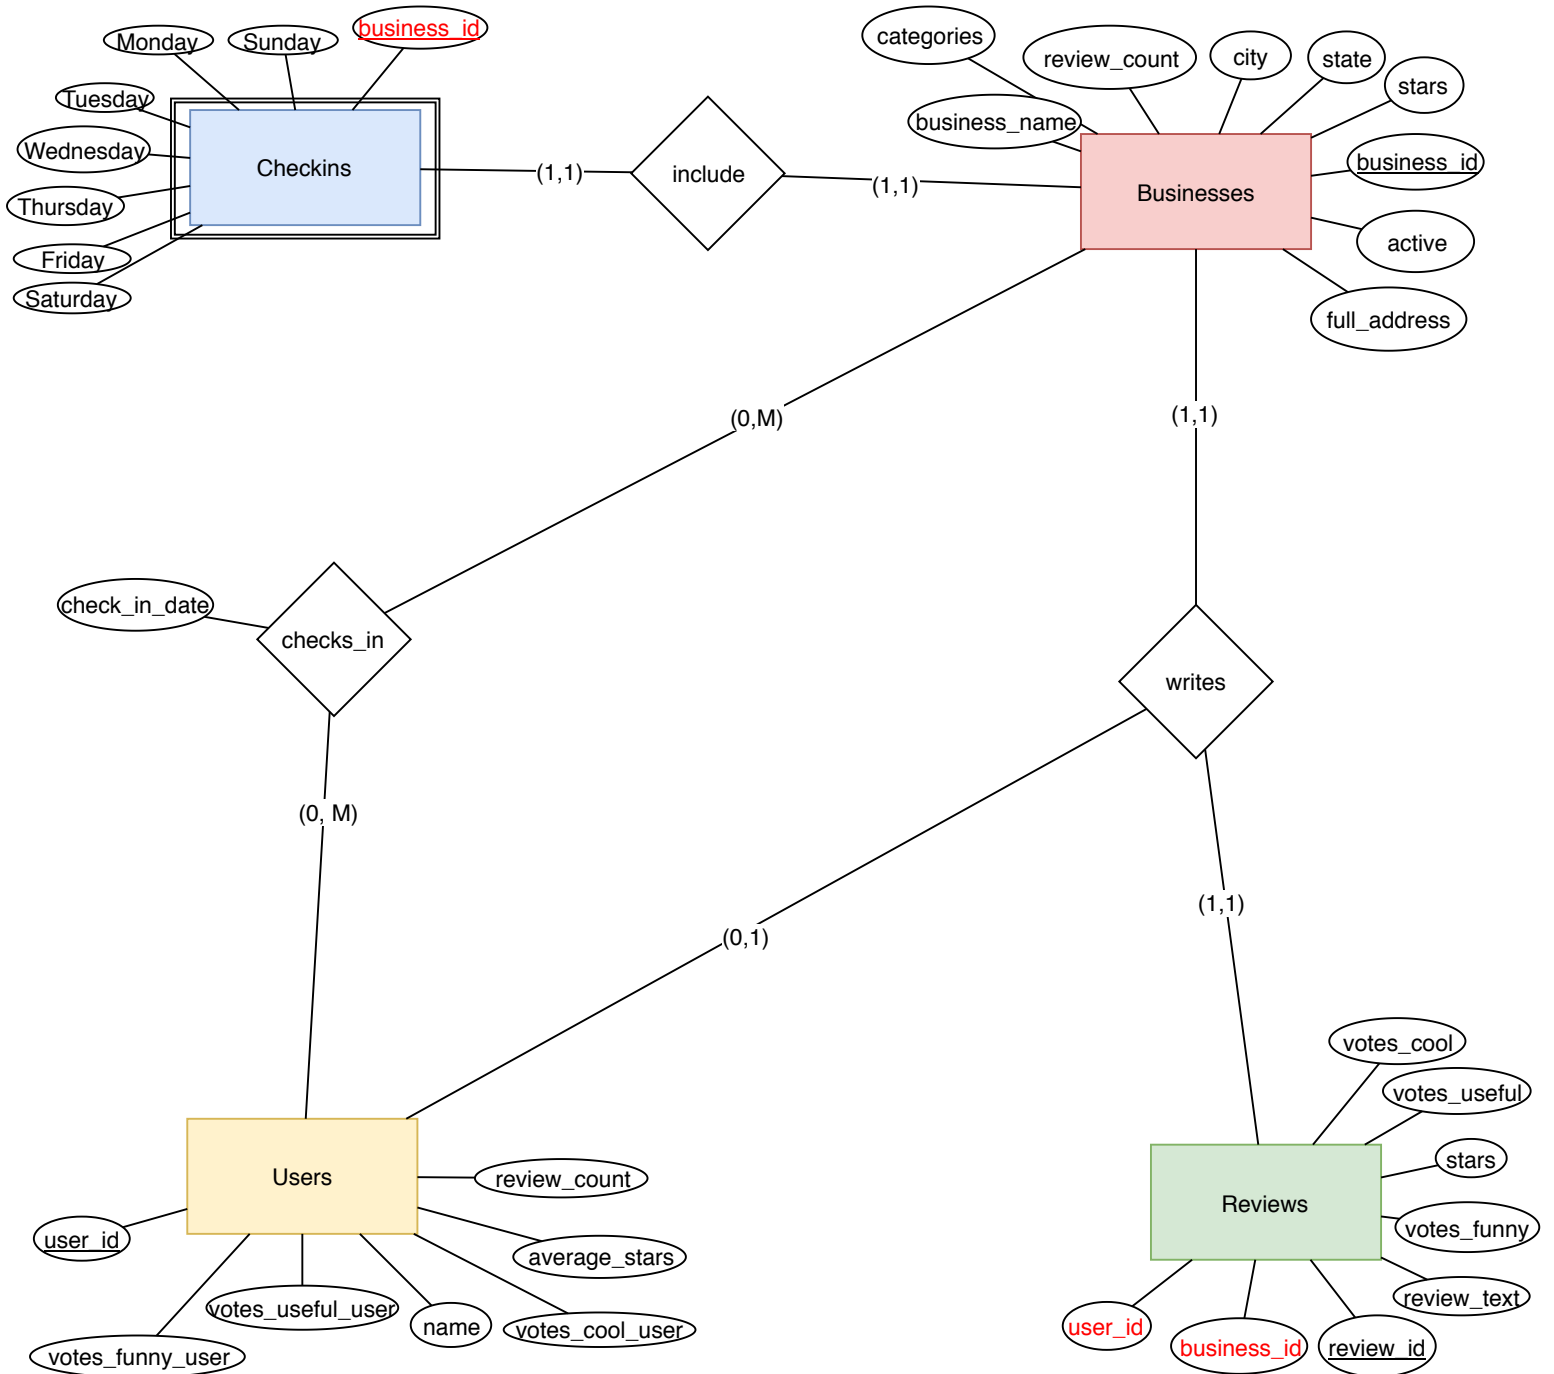 Monday
Sunday
business_id
Tuesday
Wednesday
Thursday
Friday
Saturday
Checkins
(1,1)
include
(1,1)
categories
review_count
city
state
stars
business_name
business_id
Businesses
active
full_address
(0,M)
(1,1)
check_in_date
checks_in
writes
(0, M)
(0,1)
(1,1)
votes_cool
votes_useful
stars
votes_funny
review_text
Reviews
user_id
business_id
review_id
Users
review_count
user_id
average_stars
votes_useful_user
name
votes_cool_user
votes_funny_user